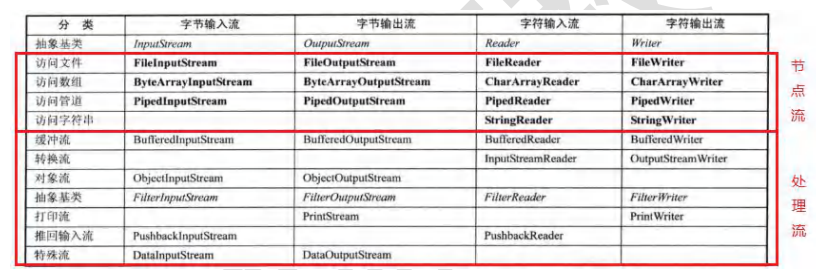 分 类 字节输入流 字节输出流 字符输入流 字符输出流
抽象基类 InputStream OutputStream Reader Writer
访问文件 FileInputStream FileOutputStream FileReader FileWriter
访问数组 ByteArrayInputStream ByteArrayOutputStream CharArrayReader CharArrayWriter
访问管道 PipedInputStream PipedOutputStream PipedReader PipedWriter
访问字符串 StringReader StringWriter
节点流
缓冲流 BufferedInputStream BufferedOutputStream BufferedReader BufferedWriter
转换流 InputStreamReader OutputStreamWriter
对象流 ObjectInputStream ObjectOutputStream
抽象基类 FilterInputStream FilterOutputStream FilterReader FilterWriter
打印流 PrintStream PrintWriter
推回输入流 PushbackInputStream PushbackReader
特殊流 DataInputStream DataOutputStream
处理流